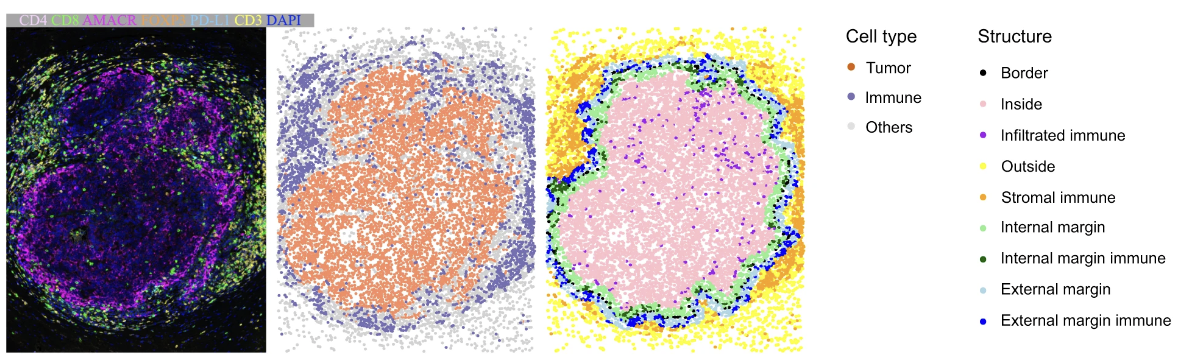 CD4 CD8 AMACR FOXP3 PD-L1 CD3 DAPI
Cell type
Tumor
Immune
Others
Structure
Border
Inside
Infiltrated immune
Outside
Stromal immune
Internal margin
Internal margin immune
External margin
External margin immune